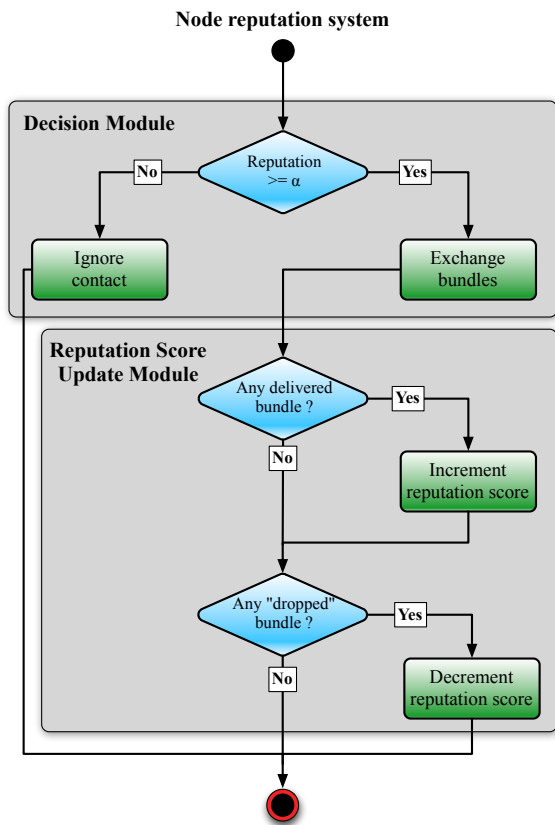 Node reputation system
Decision Module
Reputation
>= α
No
Yes
Ignore
contact
Exchange
bundles
Reputation Score
Update Module
Any delivered
bundle ?
Yes
No
Increment
reputation score
Any "dropped"
bundle ?
Yes
No
Decrement
reputation score